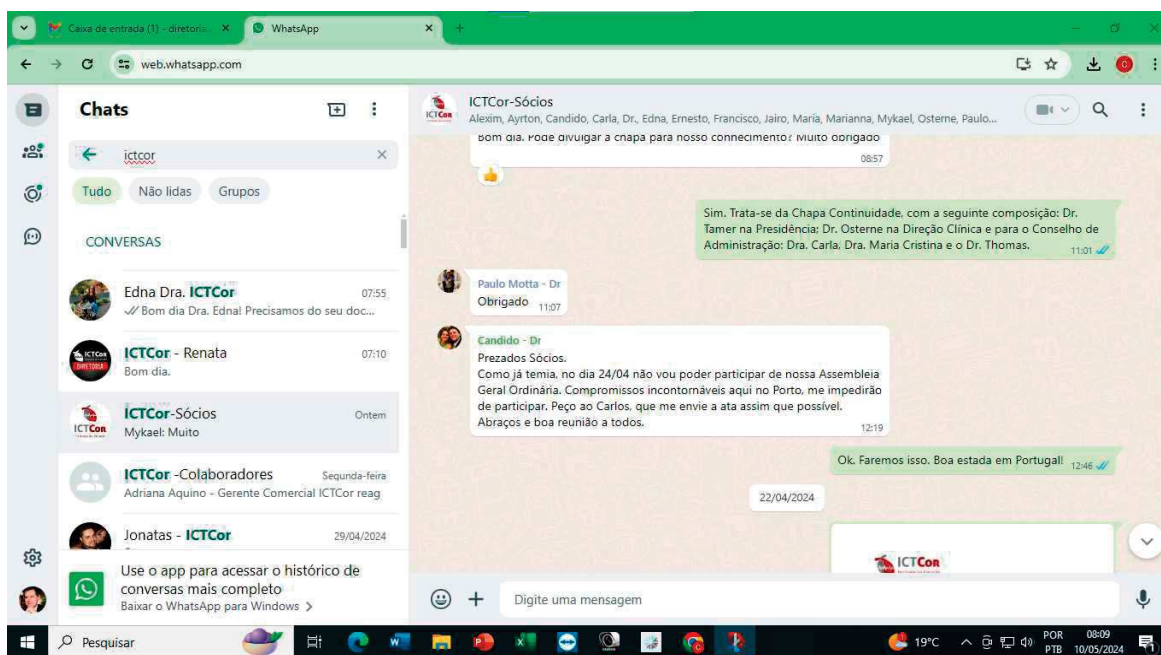 Caixa de entrada (1) - diretoria
WhatsApp
web.whatsapp.com
Chats
ictcor
Tudo
Não lidas
Grupos
CONVERSAS
Edna Dra. ICTCor
07:55
Bom dia Dra. Edna! Precisamos do seu doc...
ICTCor - Renata
07:10
Bom dia.
ICTCor-Sócios
Ontem
Mykael: Muito
ICTCor -Colaboradores
Segunda-feira
Adriana Aquino - Gerente Comercial ICTCor reag
Jonatas - ICTCor
29/04/2024
Use o app para acessar o histórico de
conversas mais completo
Baixar o WhatsApp para Windows
ICTCor-Sócios
Alexim, Ayrton, Candido, Carla, Dr., Edna, Ernesto, Francisco, Jairo, Maria, Marianna, Mykael, Osterne, Paulo...
Bom dia. Pode divulgar a chapa para nosso connecimento? Muito obrigado
08:57
Sim. Trata-se da Chapa Continuidade, com a seguinte composição: Dr.
Tamer na Presidência; Dr. Osterne na Direção Clínica e para o Conselho de
Administração: Dra. Carla, Dra. Maria Cristina e o Dr. Thomas.
11:01
Paulo Motta - Dr
Obrigado
11:07
Candido - Dr
Prezados Sócios.
Como já temia, no dia 24/04 não vou poder participar de nossa Assembleia
Geral Ordinária. Compromissos incontornáveis aqui no Porto, me impedirão
de participar. Peço ao Carlos, que me envie a ata assim que possível.
Abraços e boa reunião a todos.
12:19
Ok. Faremos isso. Boa estada em Portugal!
12:46
22/04/2024
ICTCor
Digite uma mensagem
Pesquisar
19°C
POR
PTB
08:09
10/05/2024